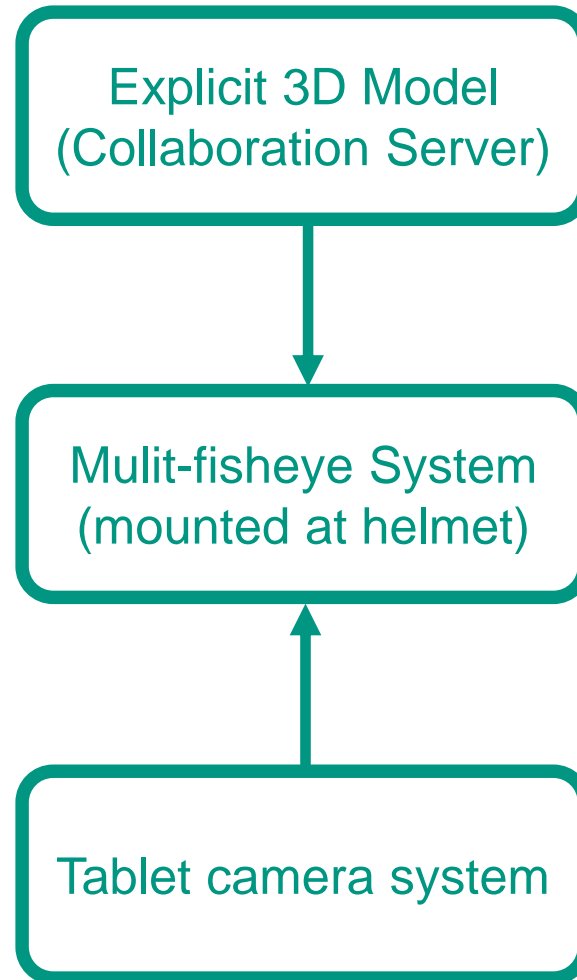 Explicit 3D Model
(Collaboration Server)
Mulit-fisheye System
(mounted at helmet)
Tablet camera system